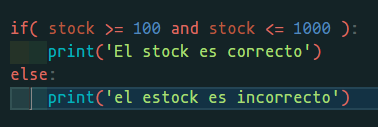 if( stock >= 100 and stock <= 1000 ):
    print('El stock es correcto')
else:
    print('el estock es incorrecto')